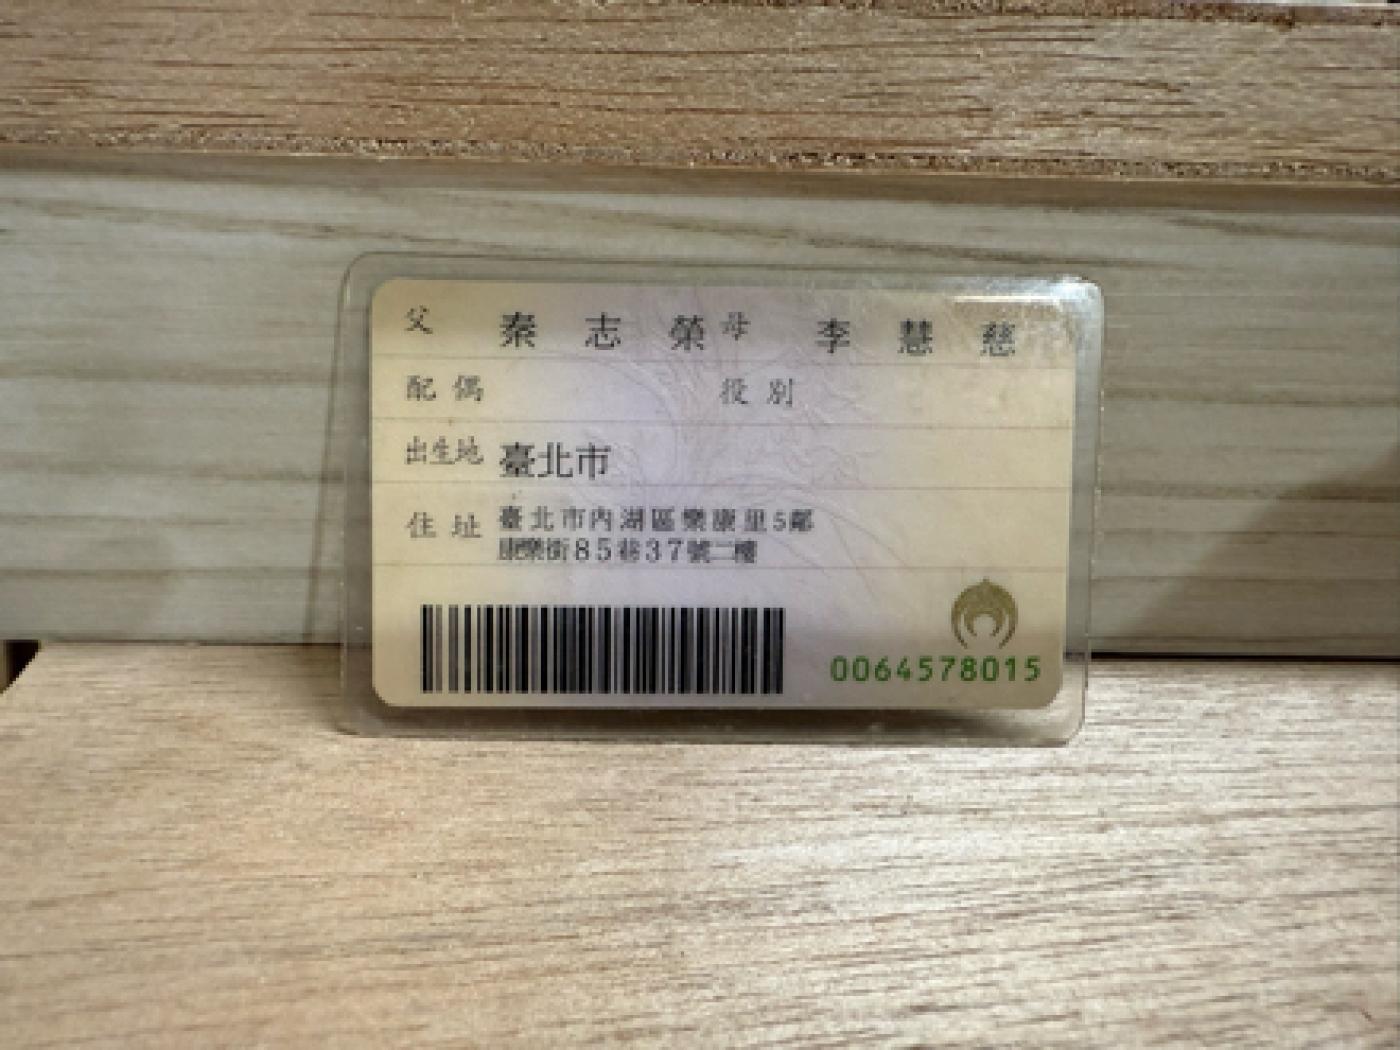 父 秦志榮 母 李慧慈
配偶 役別
出生地 臺北市
住址 臺北市內湖區樂康里5鄰
康樂街85巷37號二樓
0064578015